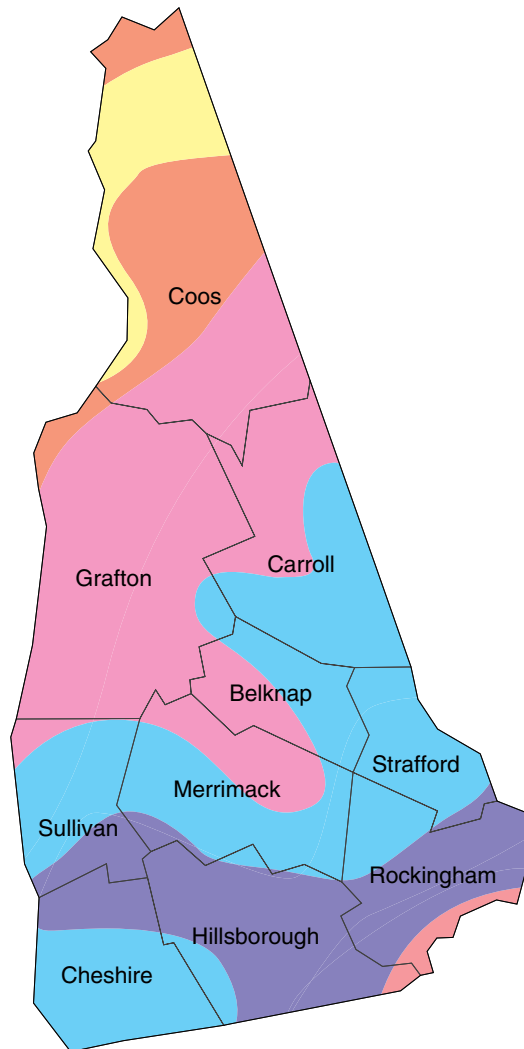 Coos
Carroll
Grafton
Belknap
Strafford
Merrimack
Sullivan
Rockingham
Hillsborough
Cheshire